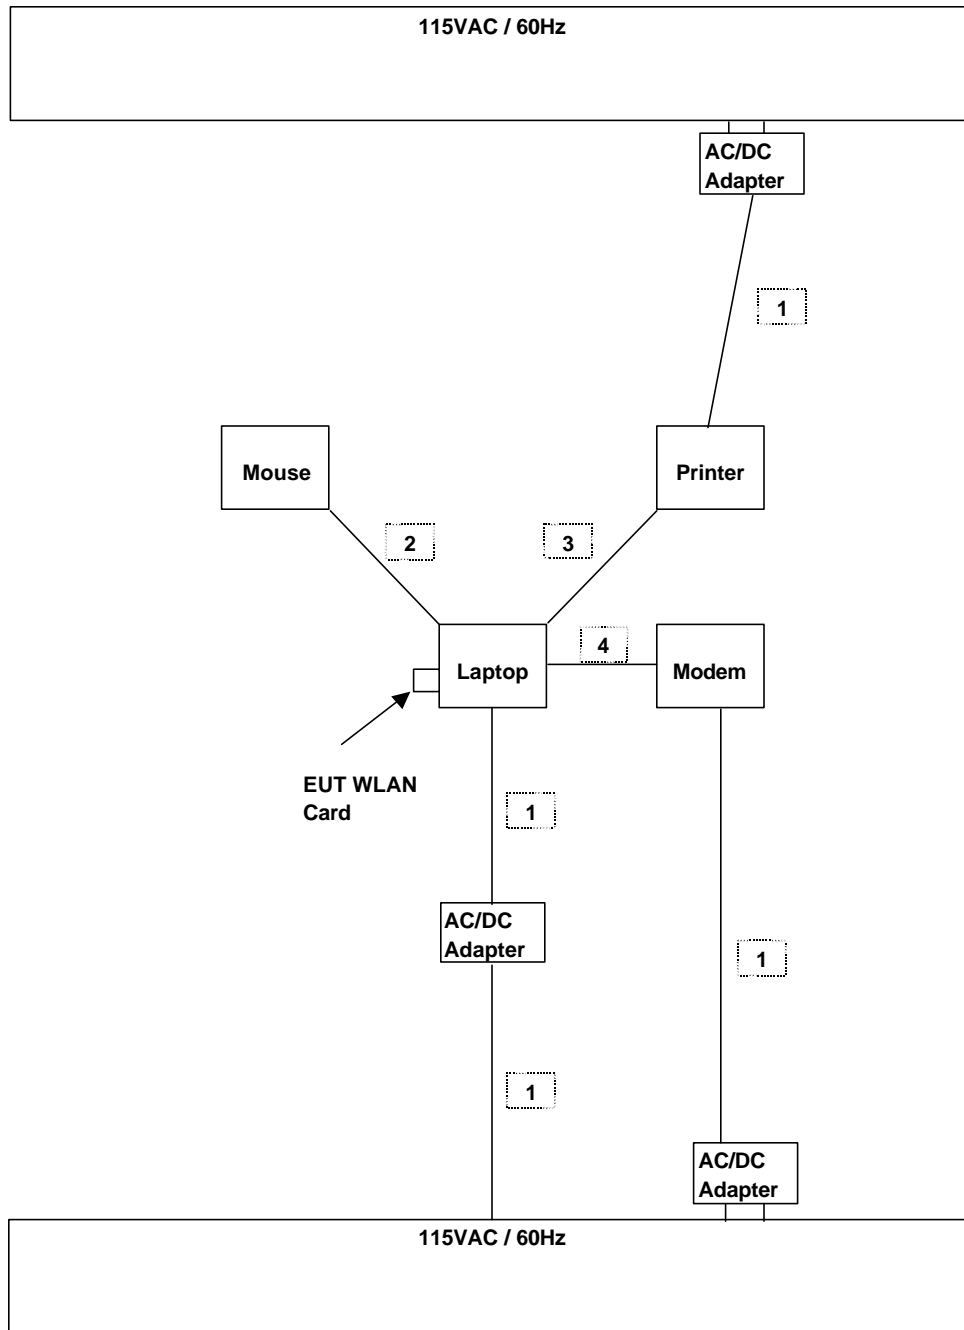 115VAC / 60Hz
AC/DC
Adapter
1
Mouse
Printer
2
3
Laptop
4
Modem
EUT WLAN
Card
1
AC/DC
Adapter
1
1
AC/DC
Adapter
115VAC / 60Hz